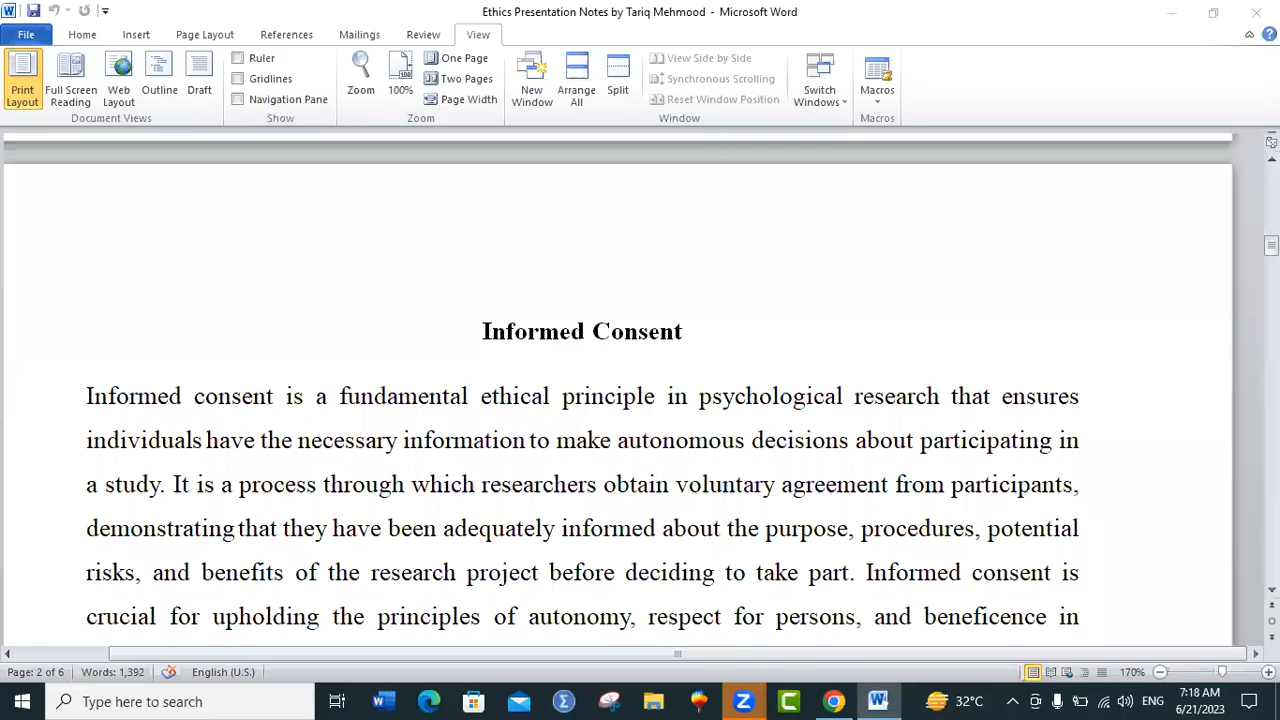 Ethics Presentation Notes by Tariq Mehmood - Microsoft Word
File Home Insert Page Layout References Mailings Review View
Print Layout
Full Screen Reading
Web Layout
Outline
Draft
Document Views
Ruler
Gridlines
Navigation Pane
Show
Zoom
100%
One Page
Two Pages
Page Width
Zoom
New Window
Arrange All
Split
View Side by Side
Synchronous Scrolling
Reset Window Position
Window
Switch Windows
Macros
Macros
Informed Consent
Informed consent is a fundamental ethical principle in psychological research that ensures
individuals have the necessary information to make autonomous decisions about participating in
a study. It is a process through which researchers obtain voluntary agreement from participants,
demonstrating that they have been adequately informed about the purpose, procedures, potential
risks, and benefits of the research project before deciding to take part. Informed consent is
crucial for upholding the principles of autonomy, respect for persons, and beneficence in
Page: 2 of 6 Words: 1,392 English (U.S.) 170%
Type here to search
32°C ENG
7:18 AM
6/21/2023